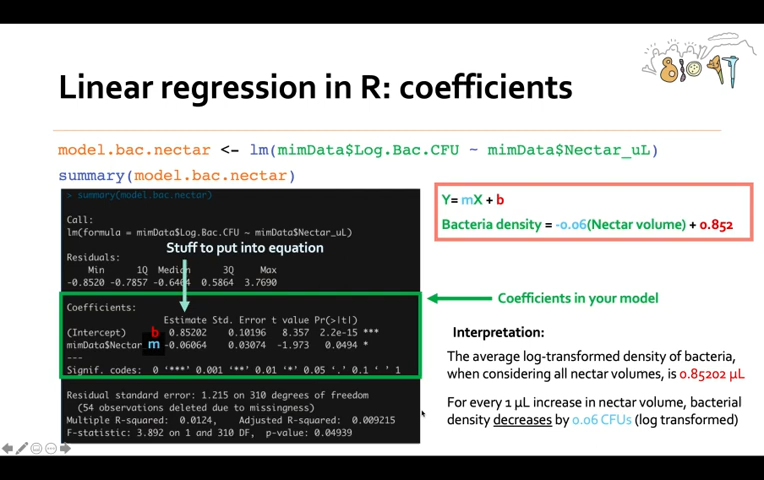 Linear regression in R: coefficients
model.bac.nectar <- lm(mimData$Log.Bac.CFU ~ mimData$Nectar_uL)
summary(model.bac.nectar)
> summary(model.bac.nectar)
Call:
lm(formula = mimData$Log.Bac.CFU ~ mimData$Nectar_uL)
Stuff to put into equation
Residuals:
Min 1Q Median 3Q Max
-0.8520 -0.7857 -0.6464 0.5864 3.7690
Coefficients:
Estimate Std. Error t value Pr(>|t|)
(Intercept) b 0.85202 0.10196 8.357 2.2e-15 ***
mimData$Nectar m -0.06064 0.03074 -1.973 0.0494 *
---
Signif. codes: 0 '***' 0.001 '**' 0.01 '*' 0.05 '.' 0.1 ' ' 1
Residual standard error: 1.215 on 310 degrees of freedom
(54 observations deleted due to missingness)
Multiple R-squared: 0.0124, Adjusted R-squared: 0.009215
F-statistic: 3.892 on 1 and 310 DF, p-value: 0.04939
Y= mX + b
Bacteria density = -0.06(Nectar volume) + 0.852
Coefficients in your model
Interpretation:
The average log-transformed density of bacteria,
when considering all nectar volumes, is 0.85202 µL
For every 1 µL increase in nectar volume, bacterial
density decreases by 0.06 CFUs (log transformed)